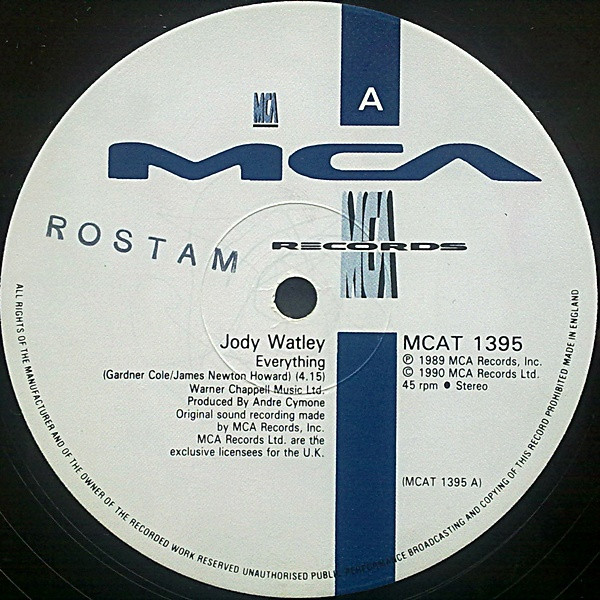 A
MCA
MCA
MCA
RECORDS
ROSTAM
Jody Watley
Everything
(Gardner Cole/James Newton Howard) (4.15)
Warner Chappell Music Ltd.
Produced By Andre Cymone
Original sound recording made
by MCA Records, Inc.
MCA Records Ltd. are the
exclusive licensees for the U.K.
MCAT 1395
℗ 1989 MCA Records, Inc.
© 1990 MCA Records Ltd.
45 rpm ● Stereo
(MCAT 1395 A)
ALL RIGHTS OF THE MANUFACTURER AND OF THE OWNER OF THE RECORDED WORK RESERVED UNAUTHORISED PUBLIC PERFORMANCE BROADCASTING AND COPYING OF THIS RECORD PROHIBITED MADE IN ENGLAND